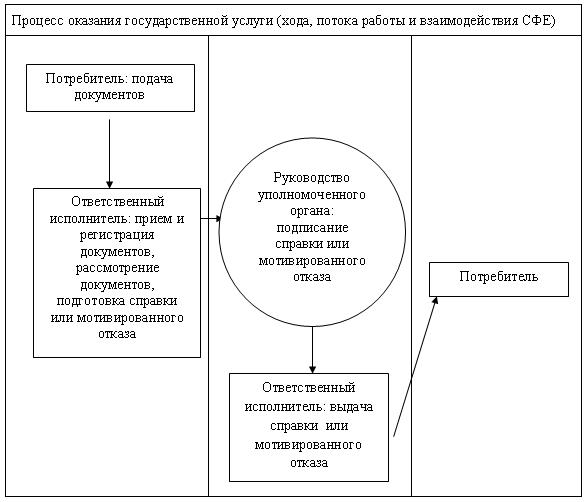 Процесс оказания государственной услуги (хода, потока работы и взаимодействия СФЕ)
Потребитель: подача
документов
Ответственный
исполнитель: прием и
регистрация
документов,
рассмотрение
документов,
подготовка справки
или мотивированного
отказа
Руководство
уполномоченного
органа:
подписание
справки или
мотивированного
отказа
Ответственный
исполнитель: выдача
справки или
мотивированного
отказа
Потребитель